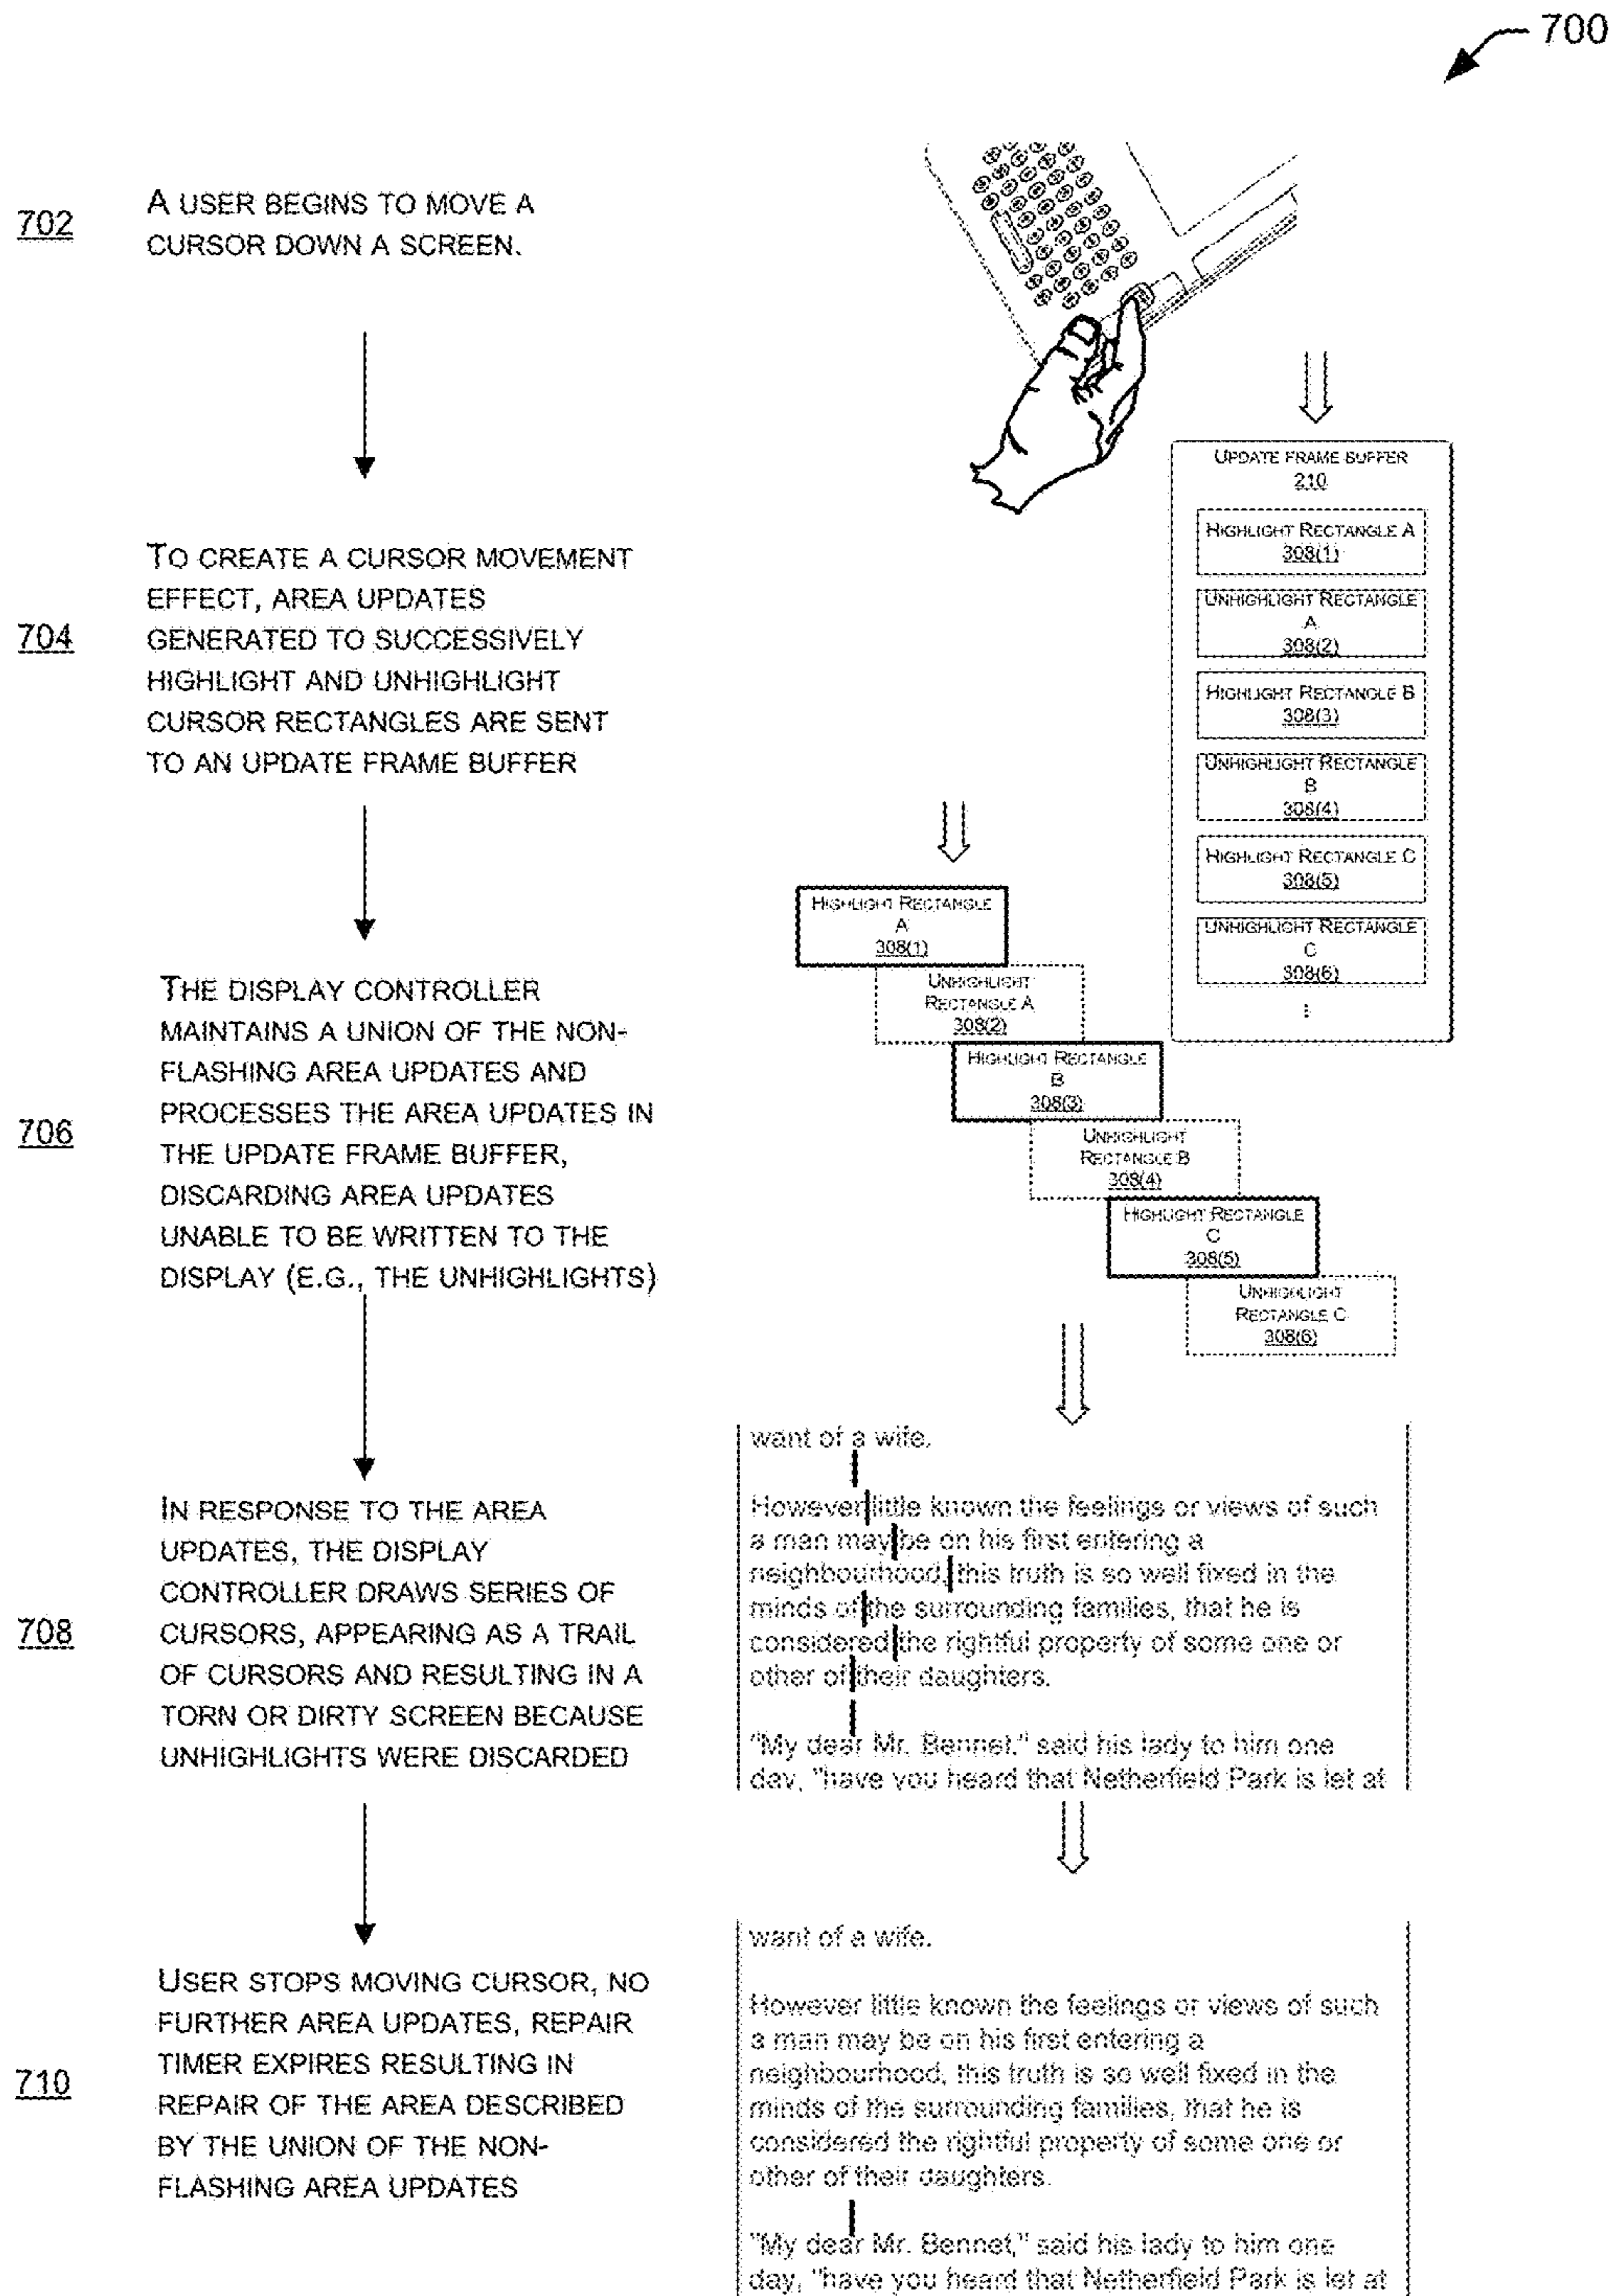 700
702
A USER BEGINS TO MOVE A
CURSOR DOWN A SCREEN.
704
TO CREATE A CURSOR MOVEMENT
EFFECT, AREA UPDATES
GENERATED TO SUCCESSIVELY
HIGHLIGHT AND UNHIGHLIGHT
CURSOR RECTANGLES ARE SENT
TO AN UPDATE FRAME BUFFER
UPDATE FRAME BUFFER
210
HIGHLIGHT RECTANGLE A
308(1)
UNHIGHLIGHT RECTANGLE
A
308(2)
HIGHLIGHT RECTANGLE B
308(3)
UNHIGHLIGHT RECTANGLE
B
308(4)
HIGHLIGHT RECTANGLE C
308(5)
UNHIGHLIGHT RECTANGLE
C
308(6)
706
THE DISPLAY CONTROLLER
MAINTAINS A UNION OF THE NON-
FLASHING AREA UPDATES AND
PROCESSES THE AREA UPDATES IN
THE UPDATE FRAME BUFFER,
DISCARDING AREA UPDATES
UNABLE TO BE WRITTEN TO THE
DISPLAY (E.G., THE UNHIGHLIGHTS)
HIGHLIGHT RECTANGLE
A
308(1)
UNHIGHLIGHT
RECTANGLE A
308(2)
HIGHLIGHT RECTANGLE
B
308(3)
UNHIGHLIGHT
RECTANGLE B
308(4)
HIGHLIGHT RECTANGLE
C
308(5)
UNHIGHLIGHT
RECTANGLE C
308(6)
708
IN RESPONSE TO THE AREA
UPDATES, THE DISPLAY
CONTROLLER DRAWS SERIES OF
CURSORS, APPEARING AS A TRAIL
OF CURSORS AND RESULTING IN A
TORN OR DIRTY SCREEN BECAUSE
UNHIGHLIGHTS WERE DISCARDED
want of a wife.
However little known the feelings or views of such
a man may be on his first entering a
neighbourhood, this truth is so well fixed in the
minds of the surrounding families, that he is
considered the rightful property of some one or
other of their daughters.
"My dear Mr. Bennet." said his lady to him one
day, "have you heard that Netherfield Park is let at
710
USER STOPS MOVING CURSOR, NO
FURTHER AREA UPDATES, REPAIR
TIMER EXPIRES RESULTING IN
REPAIR OF THE AREA DESCRIBED
BY THE UNION OF THE NON-
FLASHING AREA UPDATES
want of a wife.
However little known the feelings or views of such
a man may be on his first entering a
neighbourhood, this truth is so well fixed in the
minds of the surrounding families, that he is
considered the rightful property of some one or
other of their daughters.
"My dear Mr. Bennet," said his lady to him one
day, "have you heard that Netherfield Park is let at